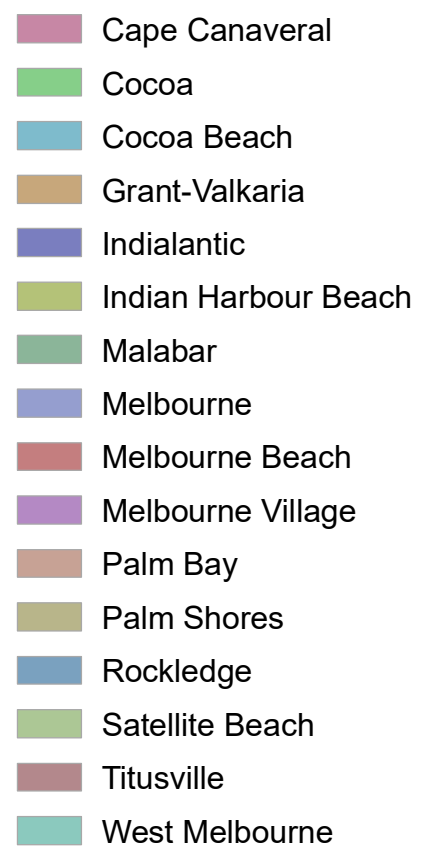 Cape Canaveral
Cocoa
Cocoa Beach
Grant-Valkaria
Indialantic
Indian Harbour Beach
Malabar
Melbourne
Melbourne Beach
Melbourne Village
Palm Bay
Palm Shores
Rockledge
Satellite Beach
Titusville
West Melbourne